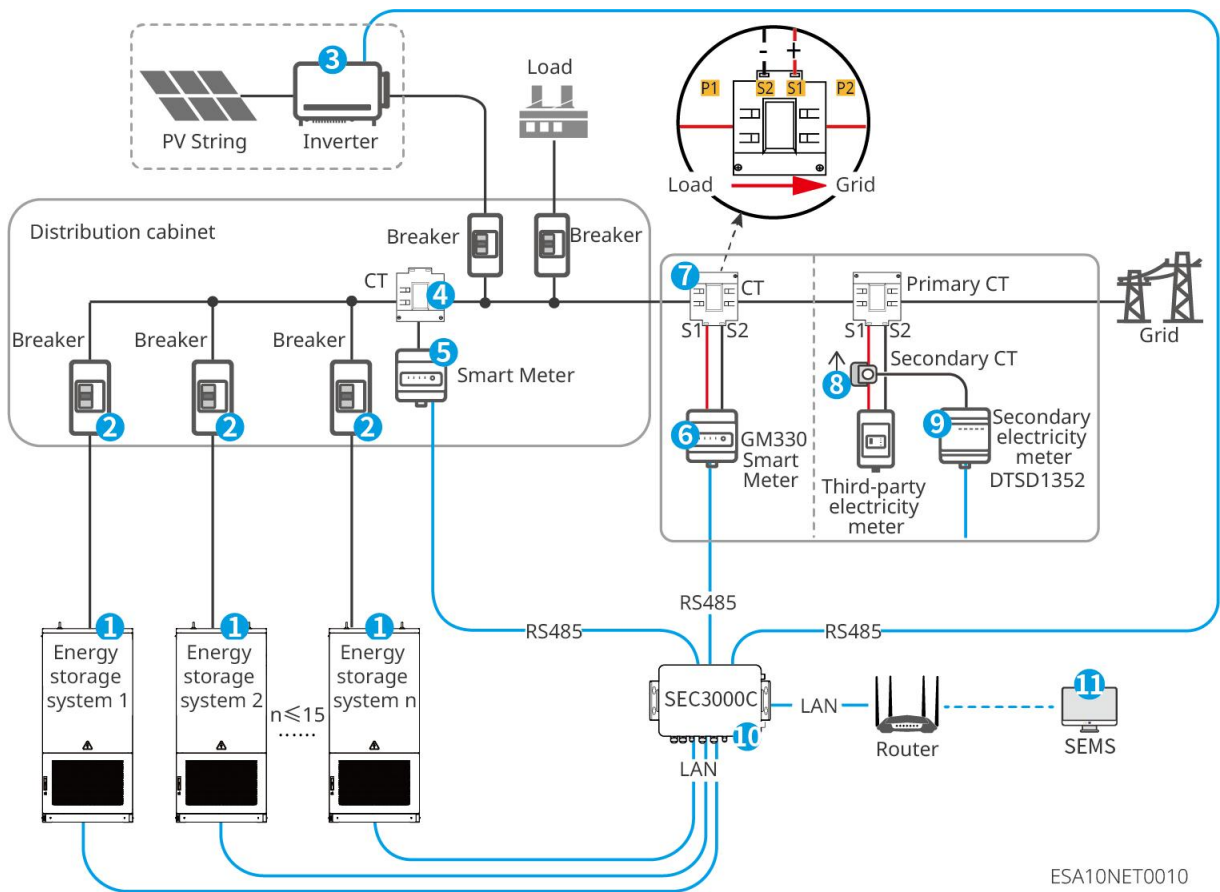 3
PV String
Inverter
Load
-
+
P1
S2
S1
P2
Load
Grid
Distribution cabinet
Breaker
Breaker
CT
4
7
CT
S1
S2
Primary CT
S1
S2
Grid
Breaker
Breaker
Breaker
2
2
2
5
Smart Meter
6
GM330
Smart
Meter
8
Secondary CT
9
Secondary
electricity
meter
DTSD1352
Third-party
electricity
meter
RS485
RS485
RS485
1
Energy
storage
system 1
1
Energy
storage
system 2
n≤15
......
1
Energy
storage
system n
SEC3000C
10
LAN
LAN
Router
11
SEMS
ESA10NET0010